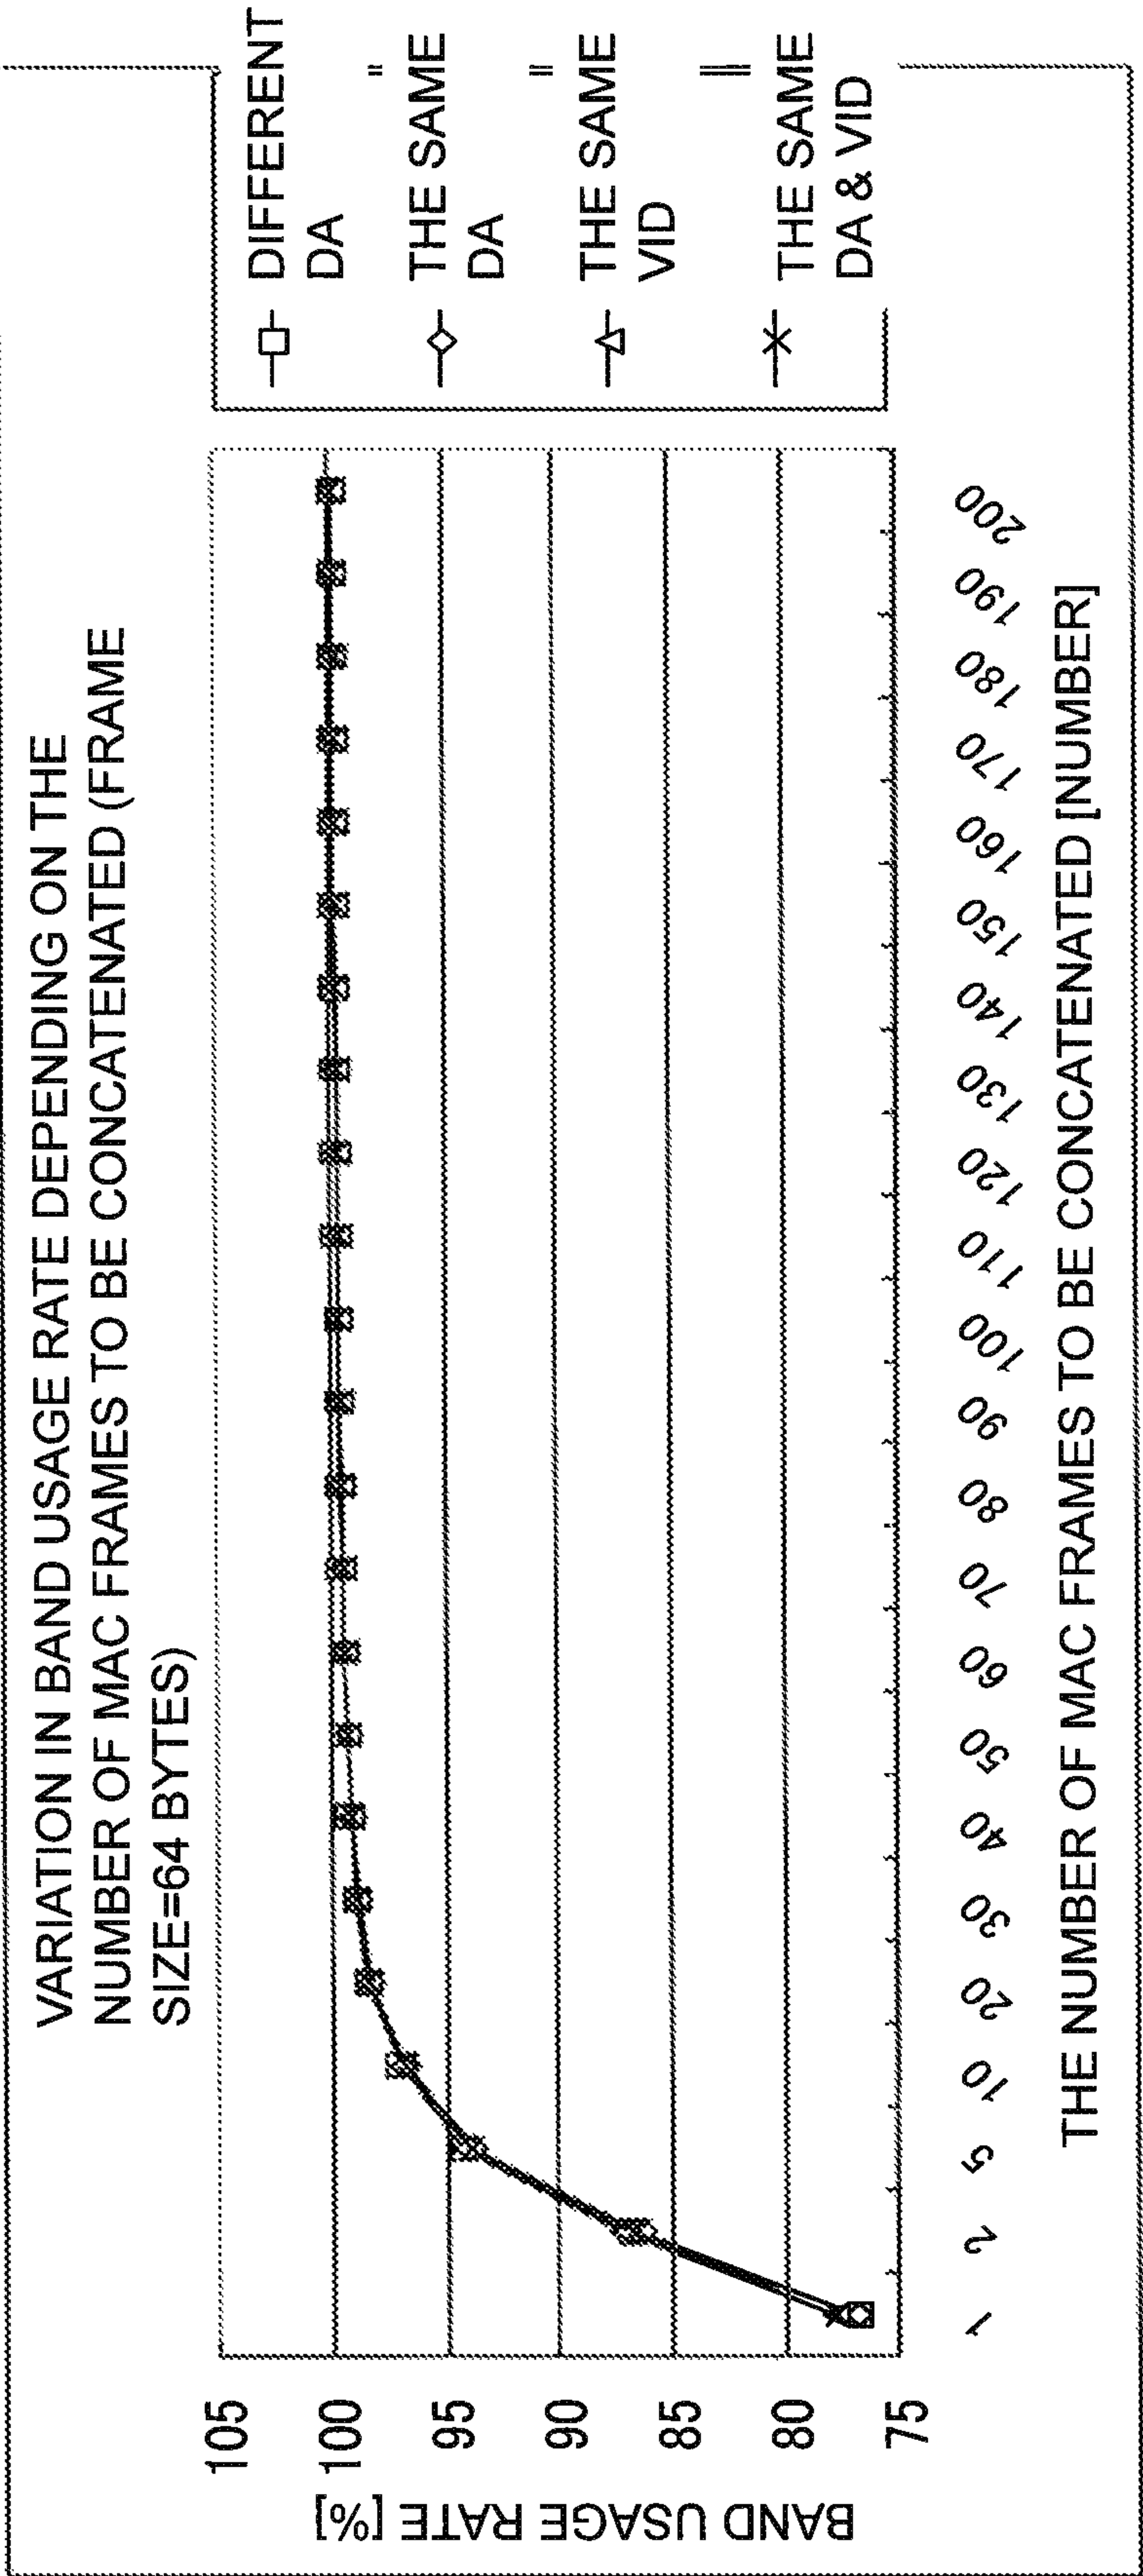 VARIATION IN BAND USAGE RATE DEPENDING ON THE
NUMBER OF MAC FRAMES TO BE CONCATENATED (FRAME
SIZE=64 BYTES)
BAND USAGE RATE [%]
105
100
95
90
85
80
75
1 2 5 10 20 30 40 50 60 70 80 90 100 110 120 130 140 150 160 170 180 190 200
THE NUMBER OF MAC FRAMES TO BE CONCATENATED [NUMBER]
DIFFERENT
DA
THE SAME
DA
THE SAME
VID
THE SAME
DA & VID